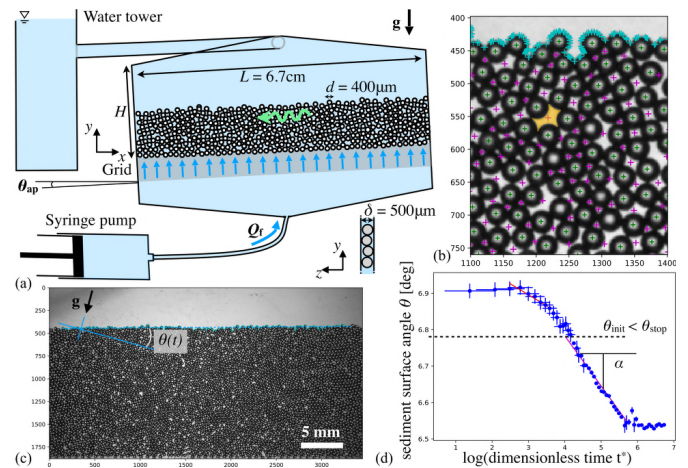 Water tower
g
L = 6.7cm
H
d = 400μm
y
x
Grid
θap
Syringe pump
Qf
δ = 500μm
y
z
(a)
400
450
500
550
600
650
700
750
1100
1150
1200
1250
1300
1350
1400
(b)
0
250
500
750
1000
1250
1500
1750
g
θ(t)
5 mm
0
500
1000
1500
2000
2500
3000
(c)
sediment surface angle θ [deg]
6.9
6.8
6.7
6.6
6.5
θinit < θstop
α
1
2
3
4
5
6
7
log(dimensionless time t*)
(d)